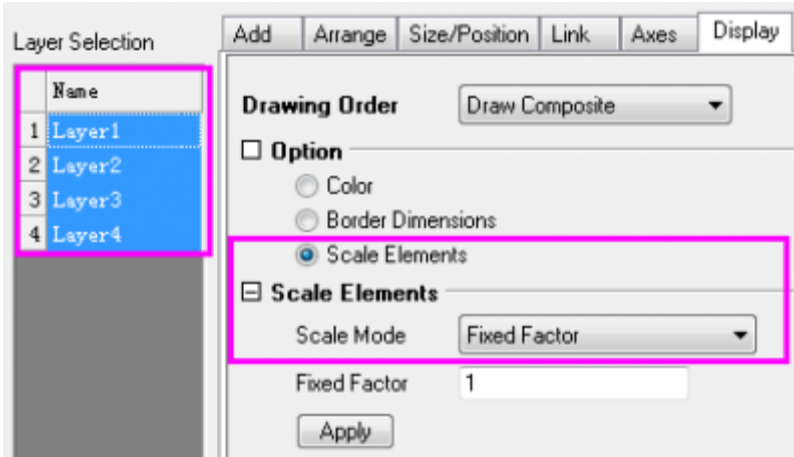 Layer Selection
Name
1 Layer1
2 Layer2
3 Layer3
4 Layer4
Add Arrange Size/Position Link Axes Display
Drawing Order Draw Composite
Option
Color
Border Dimensions
Scale Elements
Scale Elements
Scale Mode Fixed Factor
Fixed Factor 1
Apply